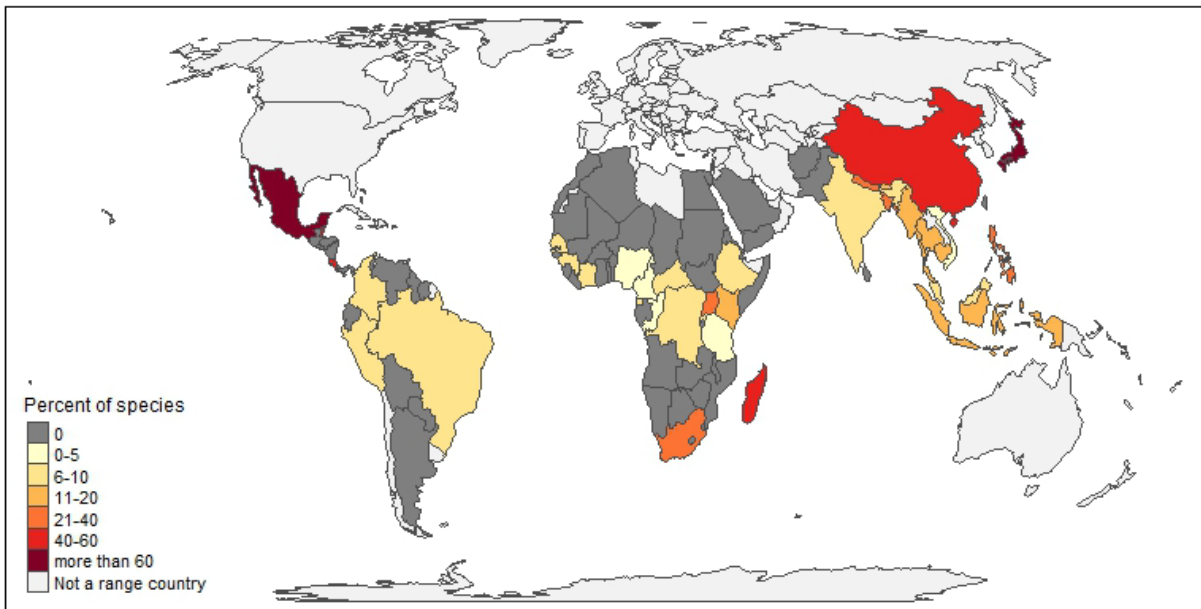 Percent of species
0
0-5
6-10
11-20
21-40
40-60
more than 60
Not a range country